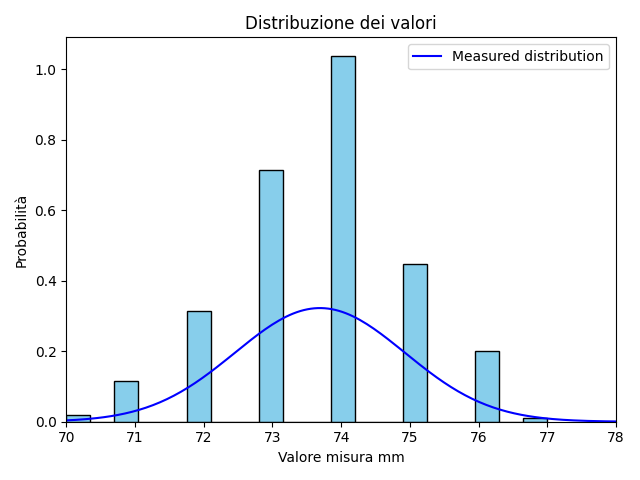 Distribuzione dei valori
Measured distribution
Probabilità
1.0
0.8
0.6
0.4
0.2
0.0
70 71 72 73 74 75 76 77 78
Valore misura mm